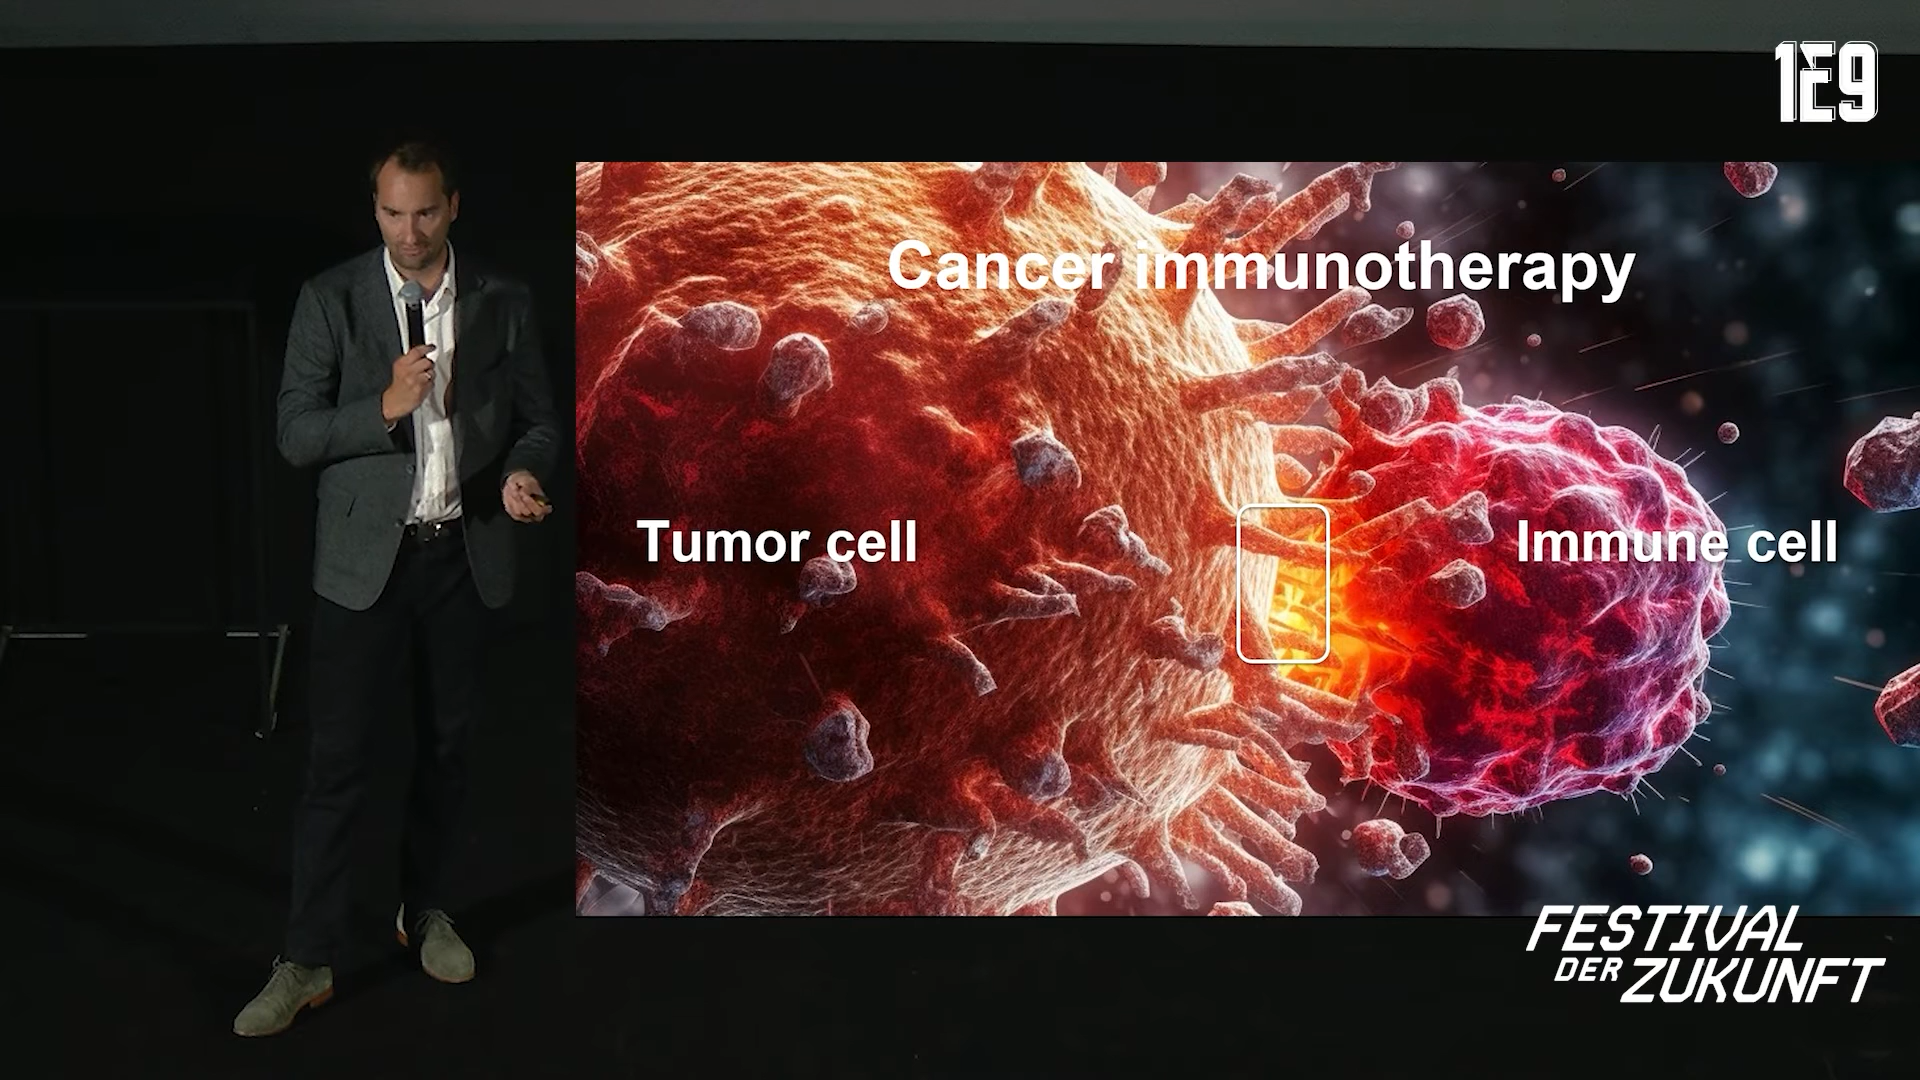 1E9
Cancer immunotherapy
Tumor cell
Immune cell
FESTIVAL
DER ZUKUNFT